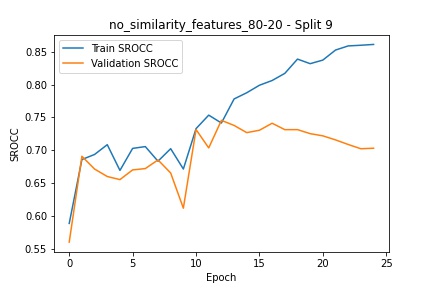 no_similarity_features_80-20 - Split 9
Train SROCC
Validation SROCC
SROCC
0.85
0.80
0.75
0.70
0.65
0.60
0.55
0 5 10 15 20 25
Epoch